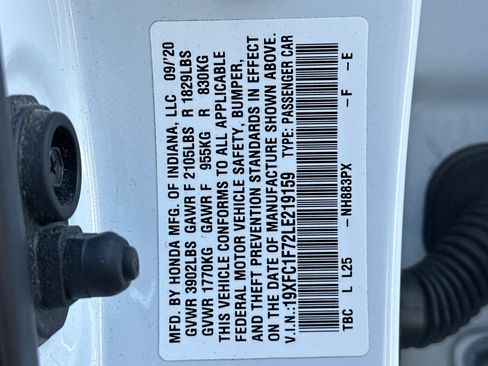 MFD. BY HONDA MFG. OF INDIANA, LLC 09/'20
GVWR 3902LBS GAWR F 2105LBS R 1829LBS
GVWR 1770KG GAWR F 955KG R 830KG
THIS VEHICLE CONFORMS TO ALL APPLICABLE
FEDERAL MOTOR VEHICLE SAFETY, BUMPER,
AND THEFT PREVENTION STANDARDS IN EFFECT
ON THE DATE OF MANUFACTURE SHOWN ABOVE.
V.I.N.:19XFC1F72LE219159 TYPE: PASSENGER CAR
TBC L L25 -NH883PX -F -E